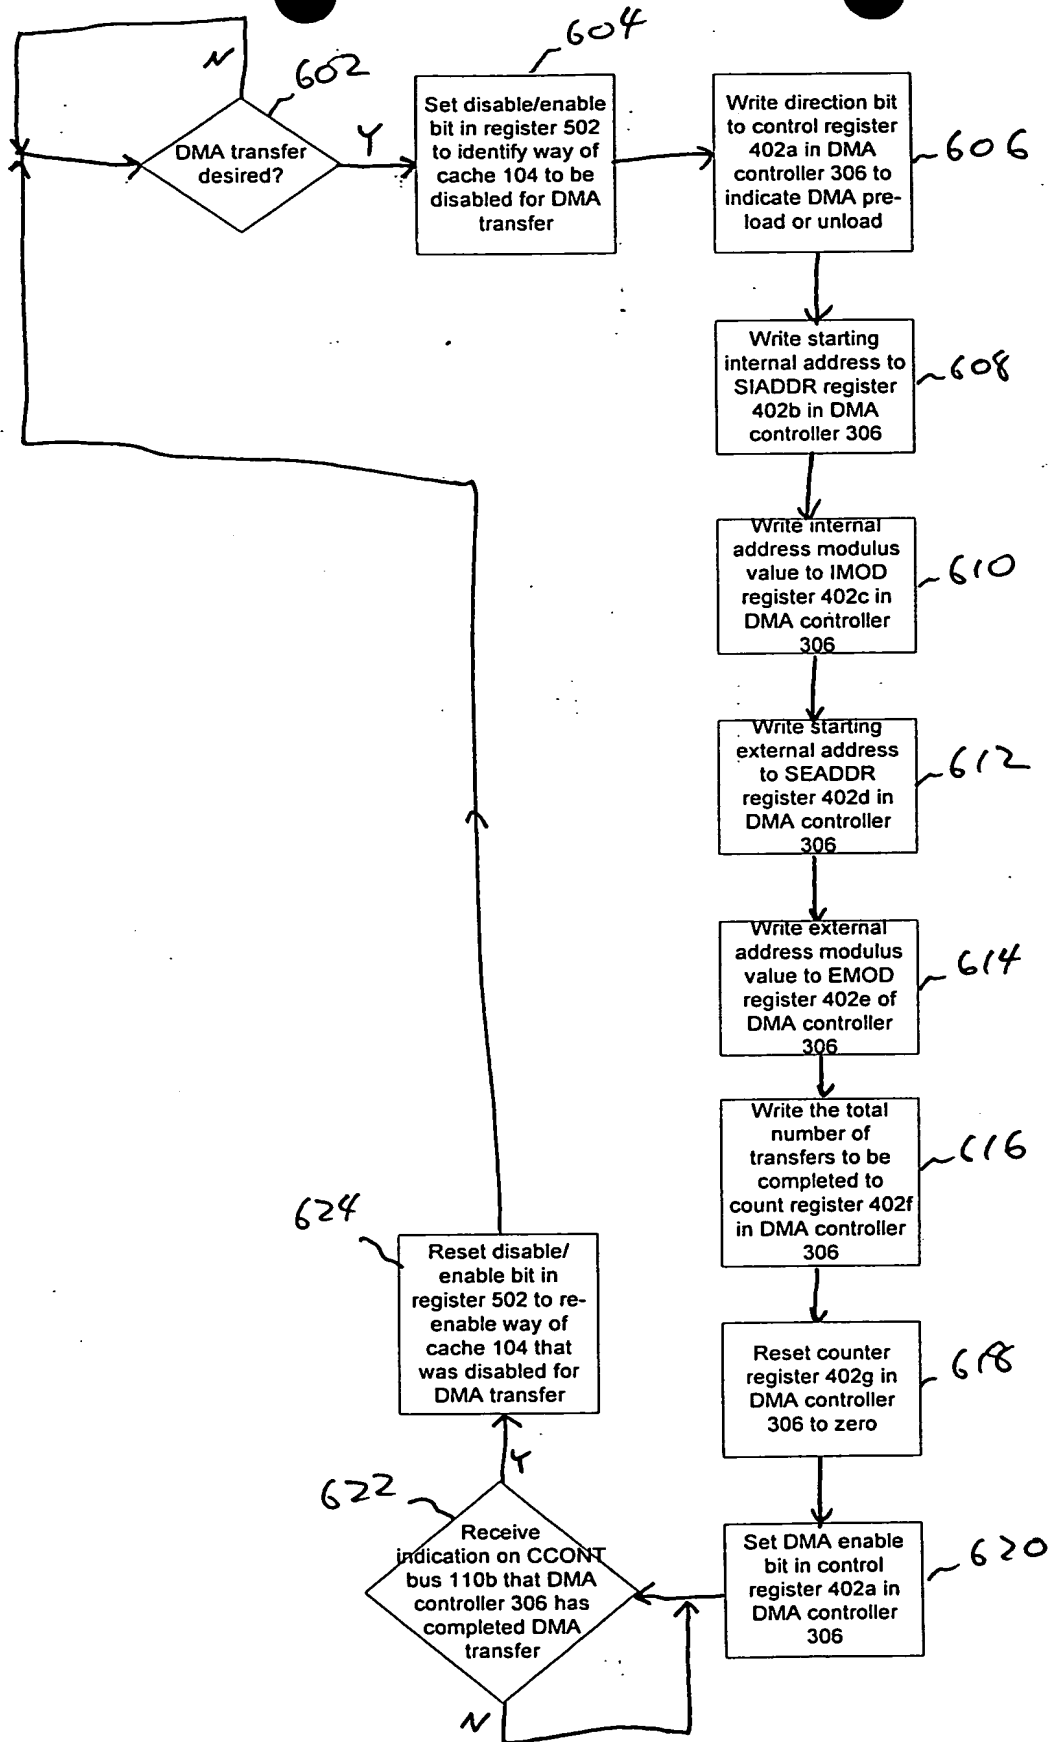 604
N
602
DMA transfer
desired?
Y
Set disable/enable
bit in register 502
to identify way of
cache 104 to be
disabled for DMA
transfer
Write direction bit
to control register
402a in DMA
controller 306 to
indicate DMA pre-
load or unload
606
Write starting
internal address to
SIADDR register
402b in DMA
controller 306
608
Write internal
address modulus
value to IMOD
register 402c in
DMA controller
306
610
Write starting
external address
to SEADDR
register 402d in
DMA controller
306
612
Write external
address modulus
value to EMOD
register 402e of
DMA controller
306
614
Write the total
number of
transfers to be
completed to
count register 402f
in DMA controller
306
616
Reset counter
register 402g in
DMA controller
306 to zero
618
Set DMA enable
bit in control
register 402a in
DMA controller
306
620
622
Receive
indication on CCONT
bus 110b that DMA
controller 306 has
completed DMA
transfer
N
Y
624
Reset disable/
enable bit in
register 502 to re-
enable way of
cache 104 that
was disabled for
DMA transfer